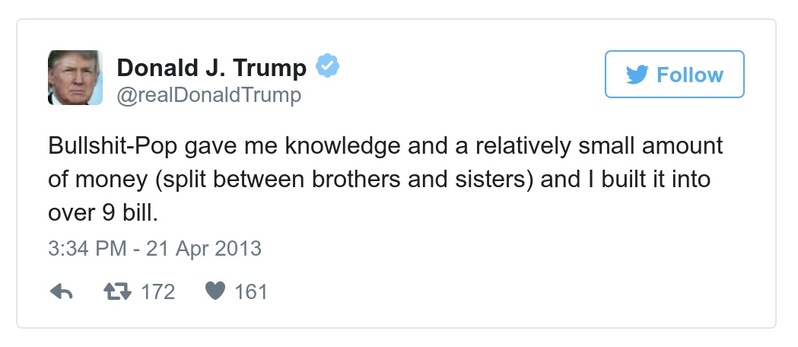 Donald J. Trump
@realDonaldTrump
Follow
Bullshit-Pop gave me knowledge and a relatively small amount
of money (split between brothers and sisters) and I built it into
over 9 bill.
3:34 PM - 21 Apr 2013
172 161